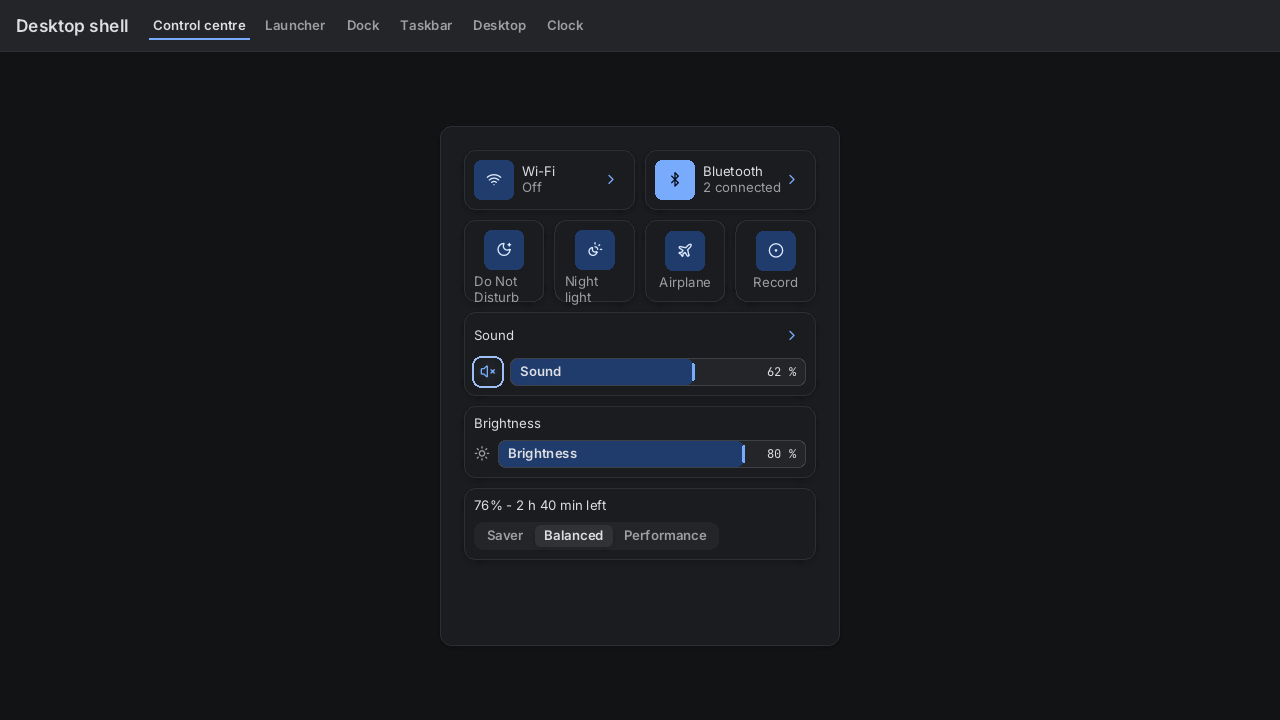 Desktop shell Control centre Launcher Dock Taskbar Desktop Clock
Wi-Fi
Off
Bluetooth
2 connected
Do Not
Disturb
Night
light
Airplane
Record
Sound
Sound 62 %
Brightness
Brightness 80 %
76% - 2 h 40 min left
Saver Balanced Performance